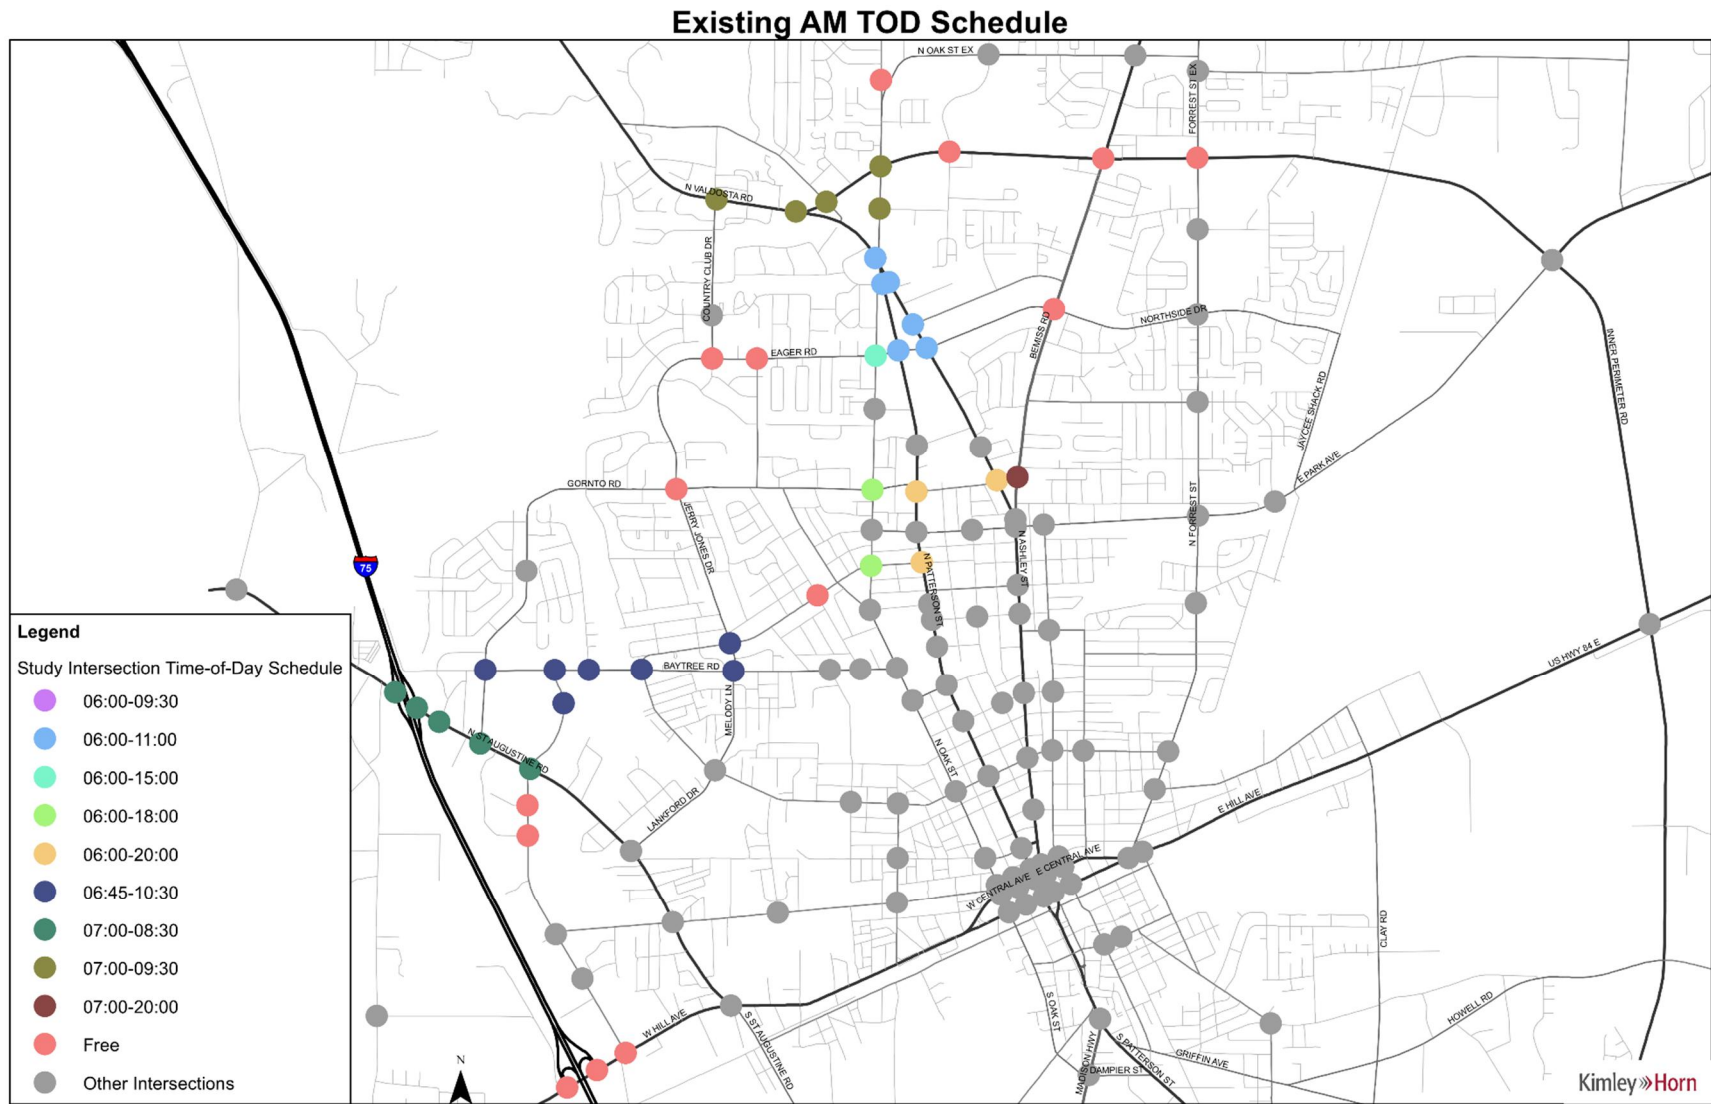 Existing AM TOD Schedule
N OAK ST EX
FORREST ST EX
N VALDOSTA RD
COUNTRY CLUB DR
NORTHSIDE DR
BEMISS RD
EAGER RD
INNER PERIMETER RD
JAYCEE SHACK RD
E PARK AVE
GORNTO RD
JERRY JONES DR
N FORREST ST
N ASHLEY ST
N PATTERSON ST
75
US HWY 84 E
BAYTREE RD
MELODY LN
N ST AUGUSTINE RD
N OAK ST
LANKFORD DR
E HILL AVE
W CENTRAL AVE
E CENTRAL AVE
CLAY RD
W HILL AVE
S ST AUGUSTINE RD
S OAK ST
HOWELL RD
MADISON HWY
S PATTERSON ST
GRIFFIN AVE
DAMPIER ST
Legend
Study Intersection Time-of-Day Schedule
06:00-09:30
06:00-11:00
06:00-15:00
06:00-18:00
06:00-20:00
06:45-10:30
07:00-08:30
07:00-09:30
07:00-20:00
Free
Other Intersections
N
Kimley»Horn